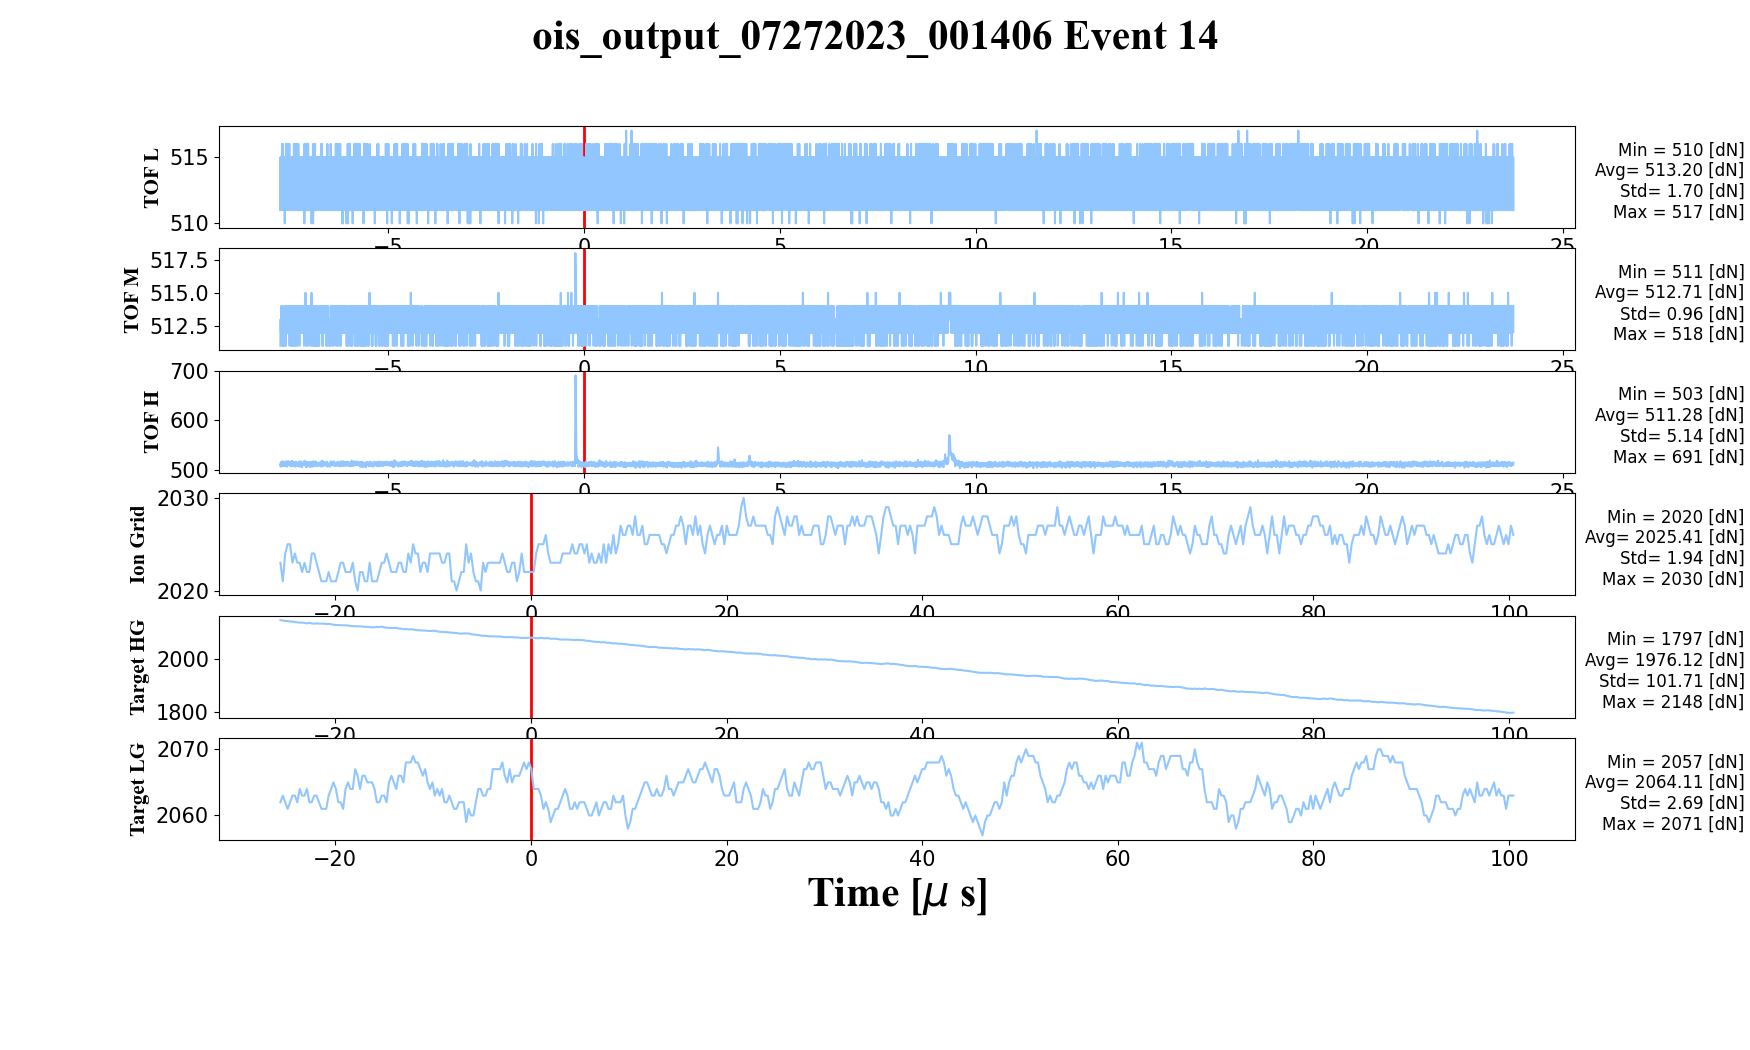 ois_output_07272023_001406 Event 14
TOF L
515
510
−5 0 5 10 15 20 25
Min = 510 [dN]
Avg= 513.20 [dN]
Std= 1.70 [dN]
Max = 517 [dN]
TOF M
517.5
515.0
512.5
−5 0 5 10 15 20 25
Min = 511 [dN]
Avg= 512.71 [dN]
Std= 0.96 [dN]
Max = 518 [dN]
TOF H
700
600
500
−5 0 5 10 15 20 25
Min = 503 [dN]
Avg= 511.28 [dN]
Std= 5.14 [dN]
Max = 691 [dN]
Ion Grid
2030
2020
−20 0 20 40 60 80 100
Min = 2020 [dN]
Avg= 2025.41 [dN]
Std= 1.94 [dN]
Max = 2030 [dN]
Target HG
2000
1800
−20 0 20 40 60 80 100
Min = 1797 [dN]
Avg= 1976.12 [dN]
Std= 101.71 [dN]
Max = 2148 [dN]
Target LG
2070
2060
−20 0 20 40 60 80 100
Min = 2057 [dN]
Avg= 2064.11 [dN]
Std= 2.69 [dN]
Max = 2071 [dN]
Time [μ s]